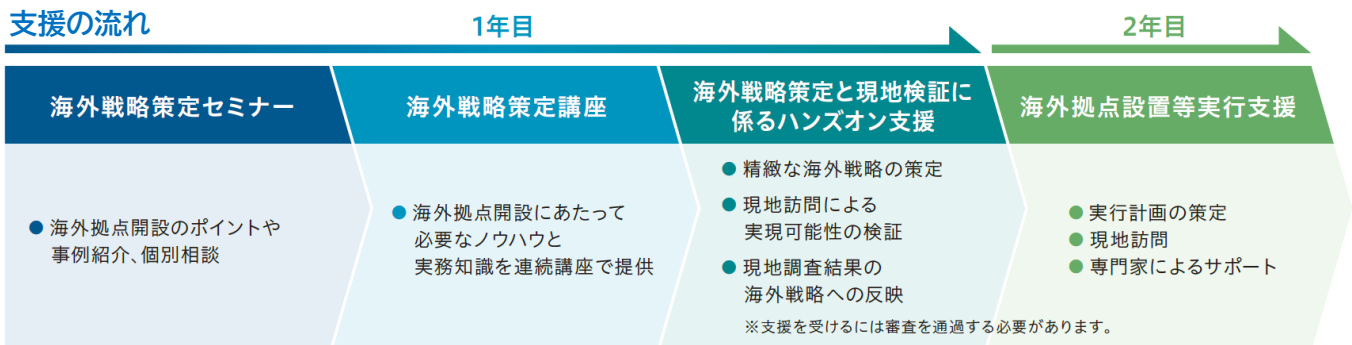 支援の流れ
1年目
2年目
海外戦略策定セミナー
海外戦略策定講座
海外戦略策定と現地検証に
係るハンズオン支援
海外拠点設置等実行支援
● 海外拠点開設のポイントや
事例紹介、個別相談
● 海外拠点開設にあたって
必要なノウハウと
実務知識を連続講座で提供
● 精緻な海外戦略の策定
● 現地訪問による
実現可能性の検証
● 現地調査結果の
海外戦略への反映
※支援を受けるには審査を通過する必要があります。
● 実行計画の策定
● 現地訪問
● 専門家によるサポート